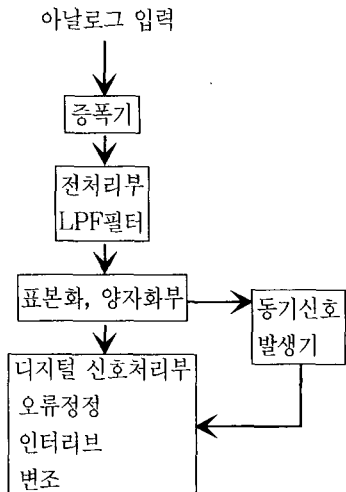 아날로그 입력
증폭기
전처리부
LPF필터
표본화, 양자화부
동기신호
발생기
디지털 신호처리부
오류정정
인터리브
변조